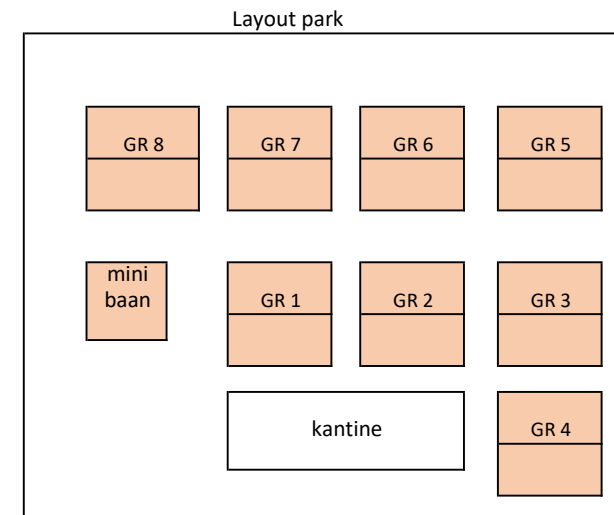 Layout park
GR 8
GR 7
GR 6
GR 5
mini
baan
GR 1
GR 2
GR 3
kantine
GR 4